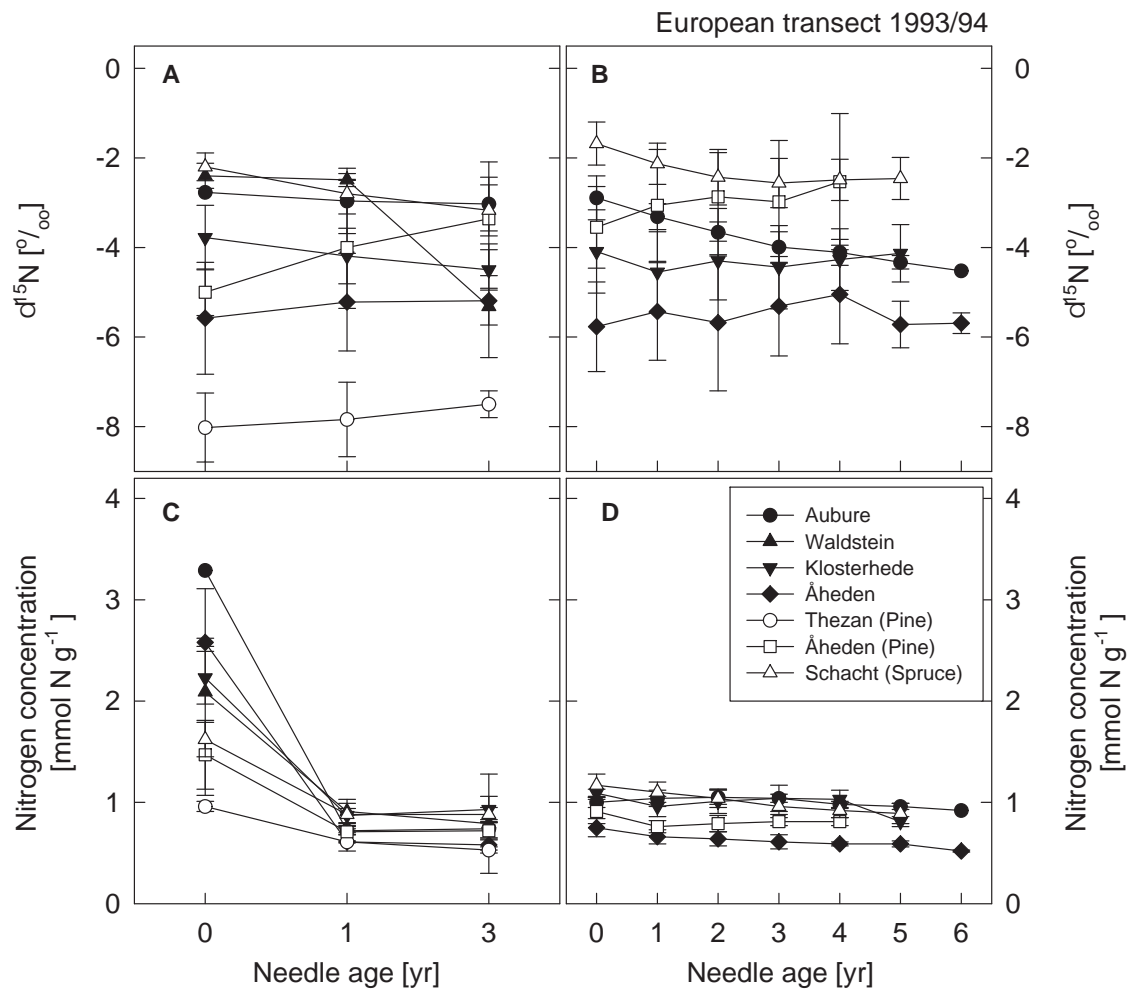 European transect 1993/94
A
B
0
-2
-4
-6
-8
d¹⁵N [º/ₒₒ]
0
-2
-4
-6
-8
d¹⁵N [º/ₒₒ]
C
D
4
3
2
1
0
Nitrogen concentration
[mmol N g⁻¹]
Aubure
Waldstein
Klosterhede
Åheden
Thezan (Pine)
Åheden (Pine)
Schacht (Spruce)
4
3
2
1
0
Nitrogen concentration
[mmol N g⁻¹]
0 1 3
Needle age [yr]
0 1 2 3 4 5 6
Needle age [yr]